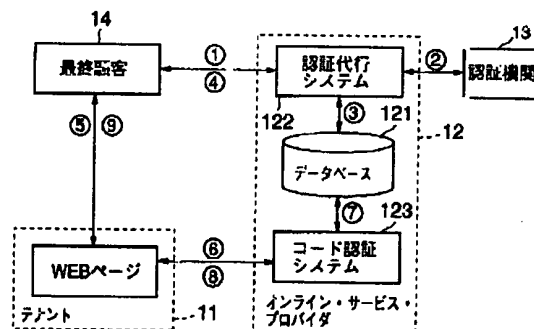 14
最終顧客
①
④
認証代行
システム
122
②
13
認証機関
③
121
12
データベース
⑤
⑨
⑦
123
WEBページ
⑥
⑧
コード認証
システム
テナント
11
オンライン・サービス・
プロバイダ